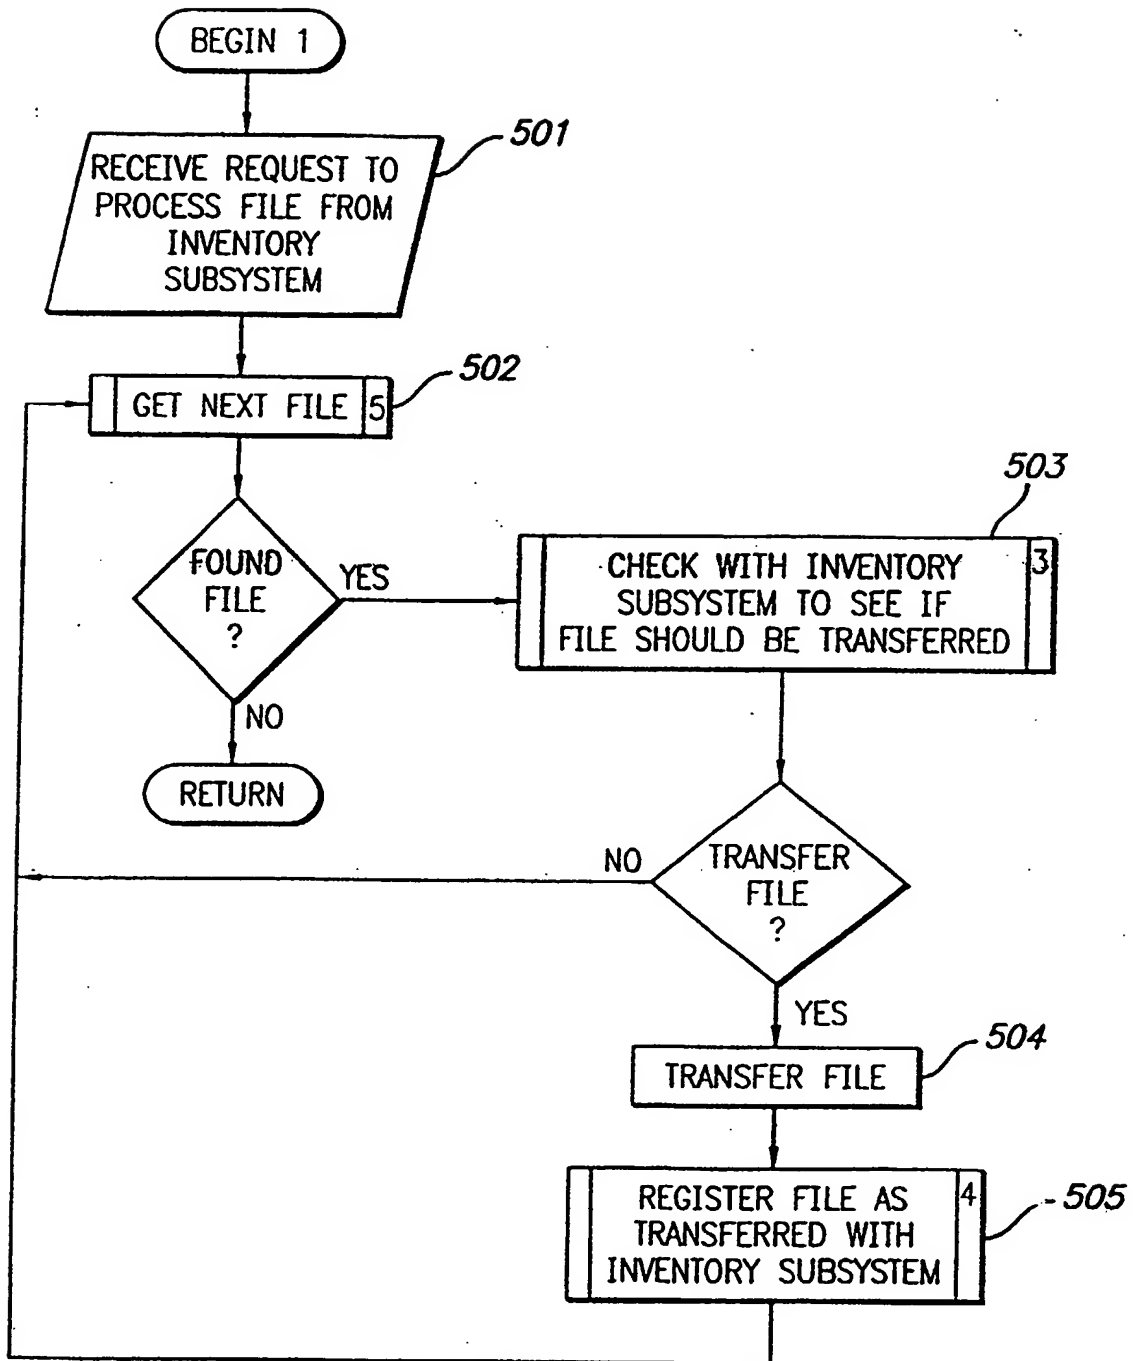 BEGIN 1
501
RECEIVE REQUEST TO
PROCESS FILE FROM
INVENTORY
SUBSYSTEM
502
GET NEXT FILE 5
503
FOUND
FILE
?
YES
CHECK WITH INVENTORY 3
SUBSYSTEM TO SEE IF
FILE SHOULD BE TRANSFERRED
NO
RETURN
NO
TRANSFER
FILE
?
YES
504
TRANSFER FILE
REGISTER FILE AS 4
TRANSFERRED WITH
INVENTORY SUBSYSTEM
505